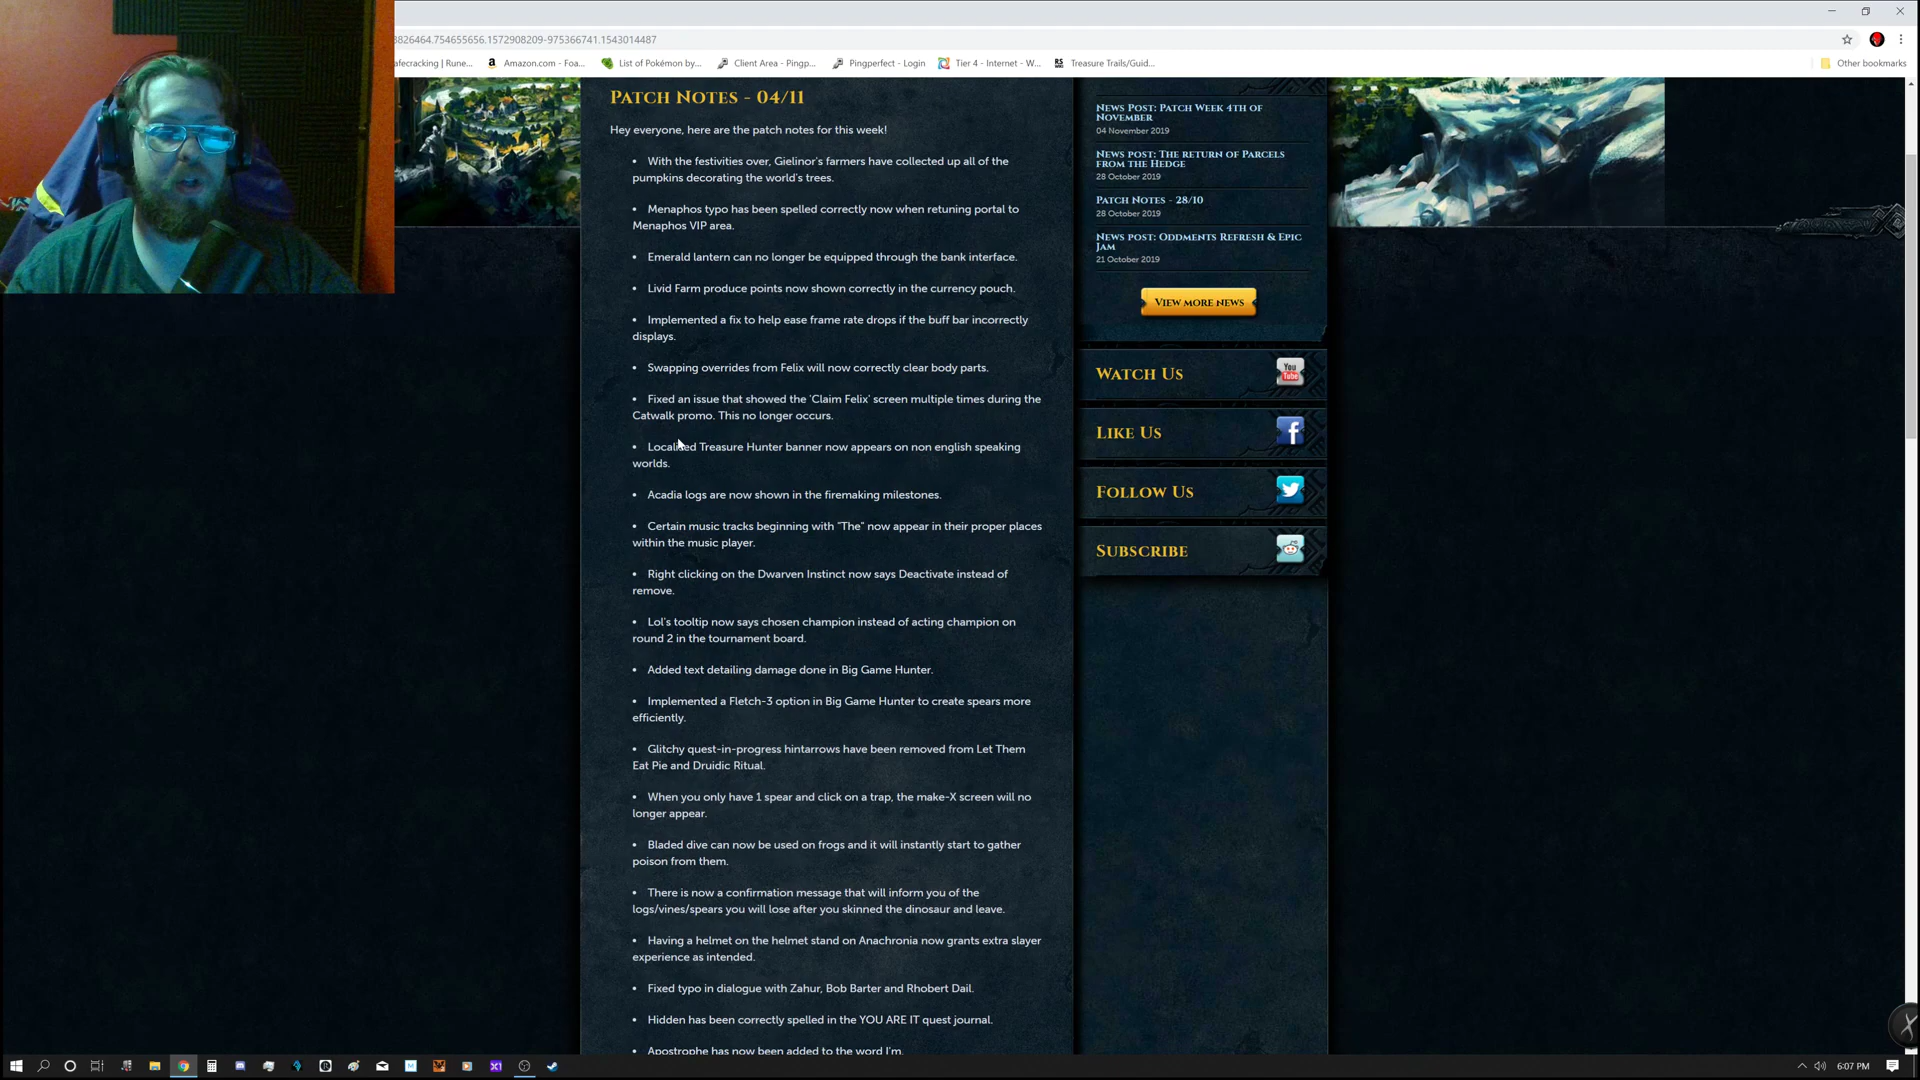 8826464.754655656.1572908209-975366741.1543014487
afecracking | Rune...
Amazon.com - Foa...
List of Pokémon by...
Client Area - Pingp...
Pingperfect - Login
Tier 4 - Internet - W...
Treasure Trails/Guid...
Other bookmarks
Patch Notes - 04/11
Hey everyone, here are the patch notes for this week!
• With the festivities over, Gielinor's farmers have collected up all of the
pumpkins decorating the world's trees.
• Menaphos typo has been spelled correctly now when retuning portal to
Menaphos VIP area.
• Emerald lantern can no longer be equipped through the bank interface.
• Livid Farm produce points now shown correctly in the currency pouch.
• Implemented a fix to help ease frame rate drops if the buff bar incorrectly
displays.
• Swapping overrides from Felix will now correctly clear body parts.
• Fixed an issue that showed the 'Claim Felix' screen multiple times during the
Catwalk promo. This no longer occurs.
• Localised Treasure Hunter banner now appears on non english speaking
worlds.
• Acadia logs are now shown in the firemaking milestones.
• Certain music tracks beginning with "The" now appear in their proper places
within the music player.
• Right clicking on the Dwarven Instinct now says Deactivate instead of
remove.
• Lol's tooltip now says chosen champion instead of acting champion on
round 2 in the tournament board.
• Added text detailing damage done in Big Game Hunter.
• Implemented a Fletch-3 option in Big Game Hunter to create spears more
efficiently.
• Glitchy quest-in-progress hintarrows have been removed from Let Them
Eat Pie and Druidic Ritual.
• When you only have 1 spear and click on a trap, the make-X screen will no
longer appear.
• Bladed dive can now be used on frogs and it will instantly start to gather
poison from them.
• There is now a confirmation message that will inform you of the
logs/vines/spears you will lose after you skinned the dinosaur and leave.
• Having a helmet on the helmet stand on Anachronia now grants extra slayer
experience as intended.
• Fixed typo in dialogue with Zahur, Bob Barter and Rhobert Dail.
• Hidden has been correctly spelled in the YOU ARE IT quest journal.
• Apostrophe has now been added to the word I'm.
News Post: Patch Week 4th of
November
04 November 2019
News post: The return of Parcels
from the Hedge
28 October 2019
Patch Notes - 28/10
28 October 2019
News post: Oddments Refresh & Epic
Jam
21 October 2019
View more news
Watch Us
You
Tube
Like Us
Follow Us
Subscribe
6:07 PM